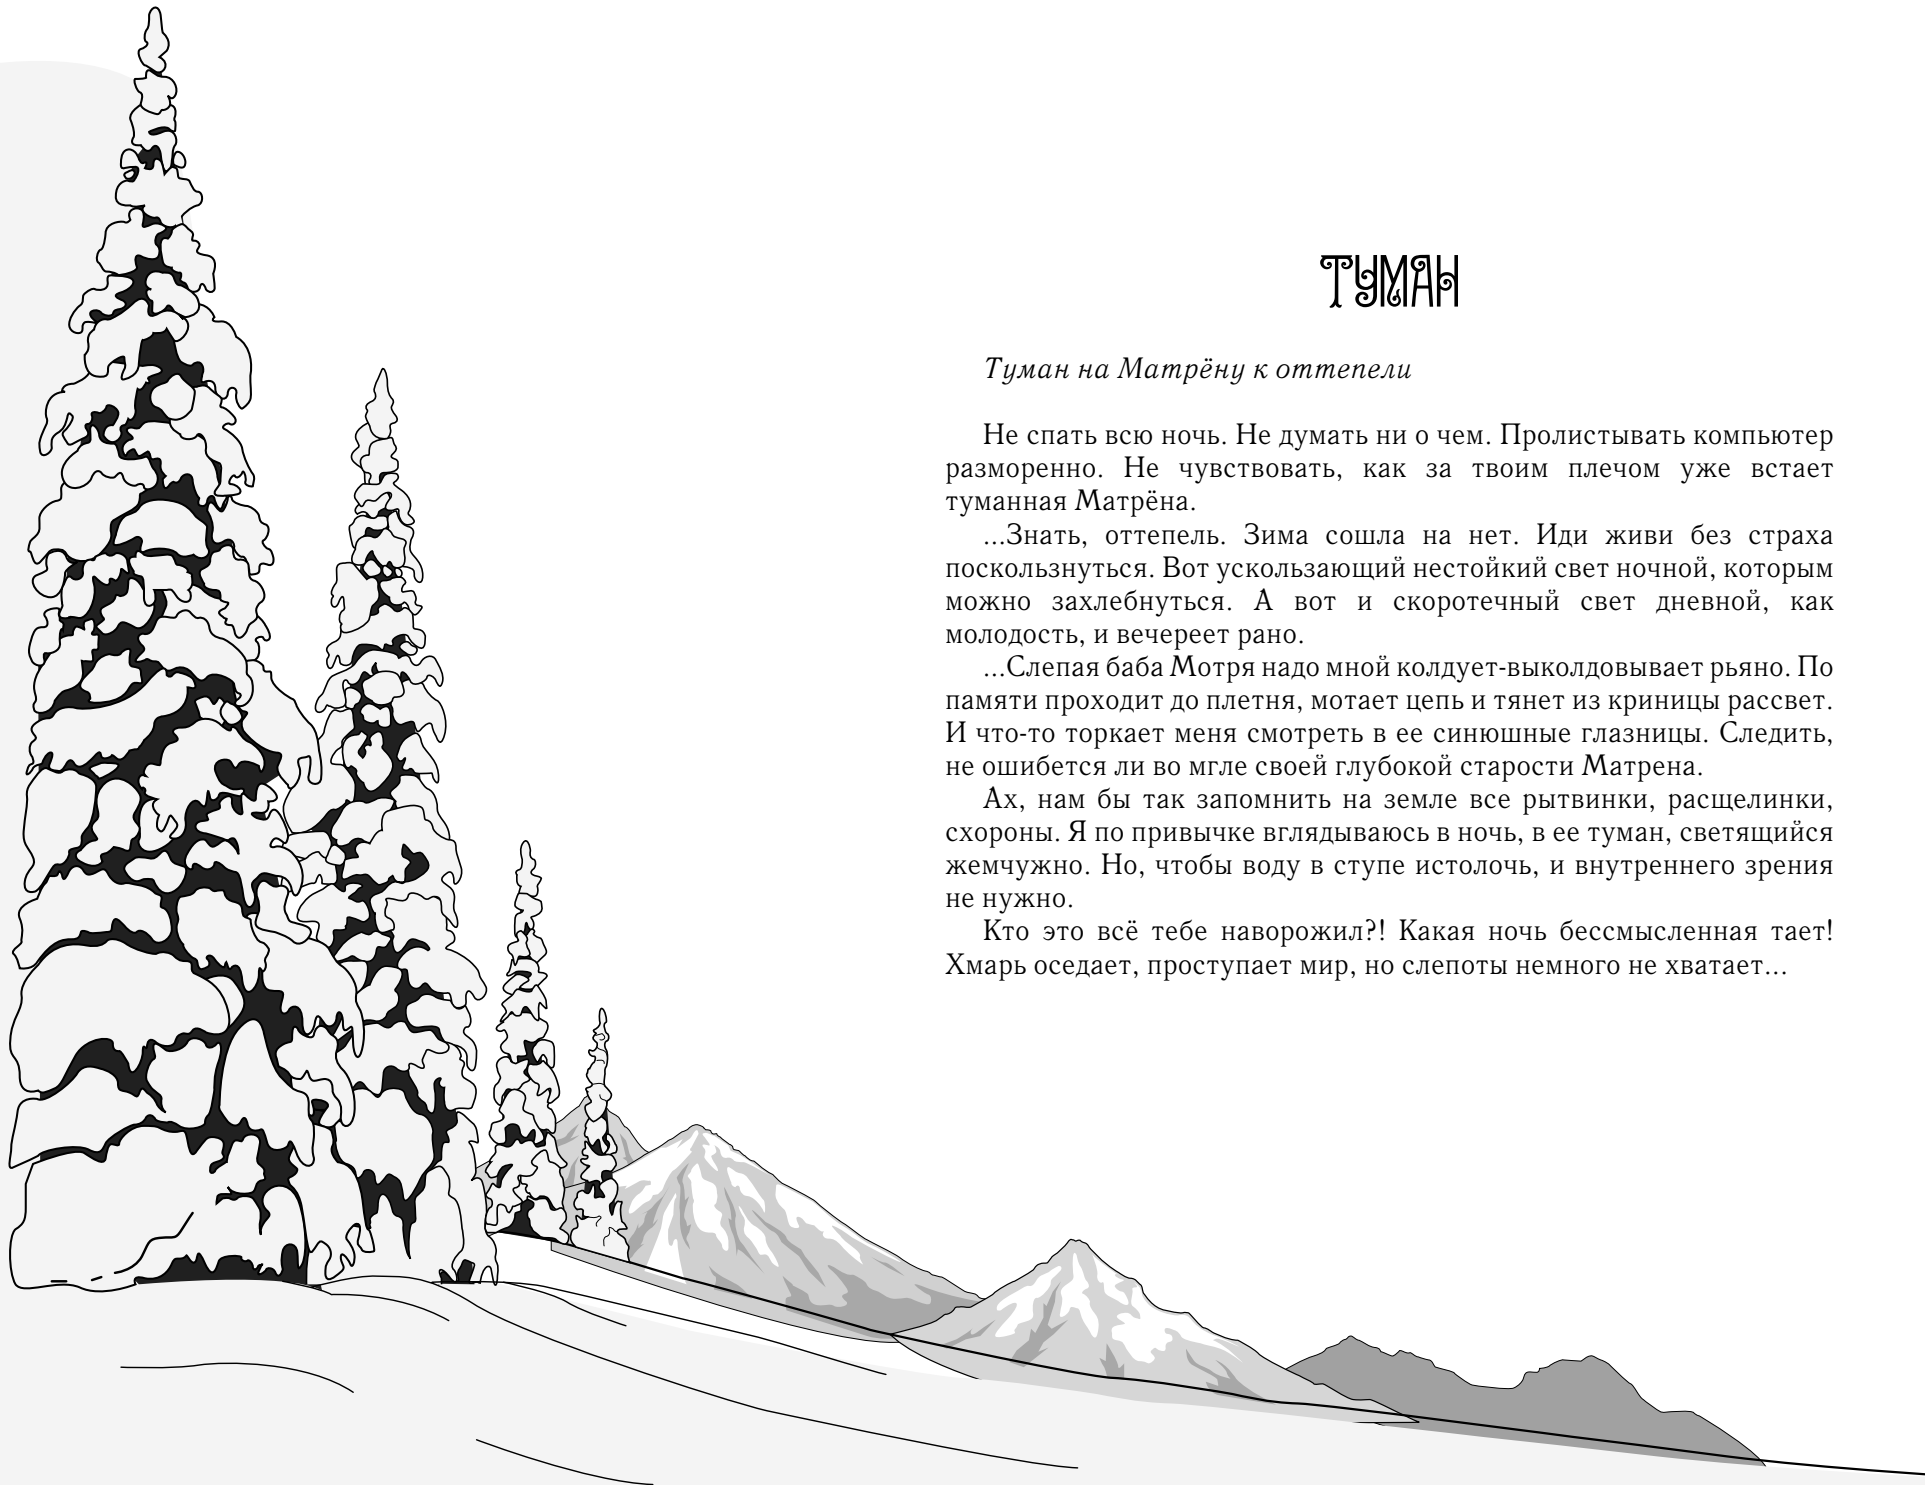 ТУМАН
Туман на Матрёну к оттепели
Не спать всю ночь. Не думать ни о чем. Пролистывать компьютер
разморенно. Не чувствовать, как за твоим плечом уже встает
туманная Матрёна.
...Знать, оттепель. Зима сошла на нет. Иди живи без страха
поскользнуться. Вот ускользающий нестойкий свет ночной, которым
можно захлебнуться. А вот и скоротечный свет дневной, как
молодость, и вечереет рано.
...Слепая баба Мотря надо мной колдует-выколдовывает рьяно. По
памяти проходит до плетня, мотает цепь и тянет из криницы рассвет.
И что-то торкает меня смотреть в ее синюшные глазницы. Следить,
не ошибется ли во мгле своей глубокой старости Матрена.
Ах, нам бы так запомнить на земле все рытвинки, расщелинки,
схороны. Я по привычке вглядываюсь в ночь, в ее туман, светящийся
жемчужно. Но, чтобы воду в ступе истолочь, и внутреннего зрения
не нужно.
Кто это всё тебе наворожил?! Какая ночь бессмысленная тает!
Хмарь оседает, проступает мир, но слепоты немного не хватает...